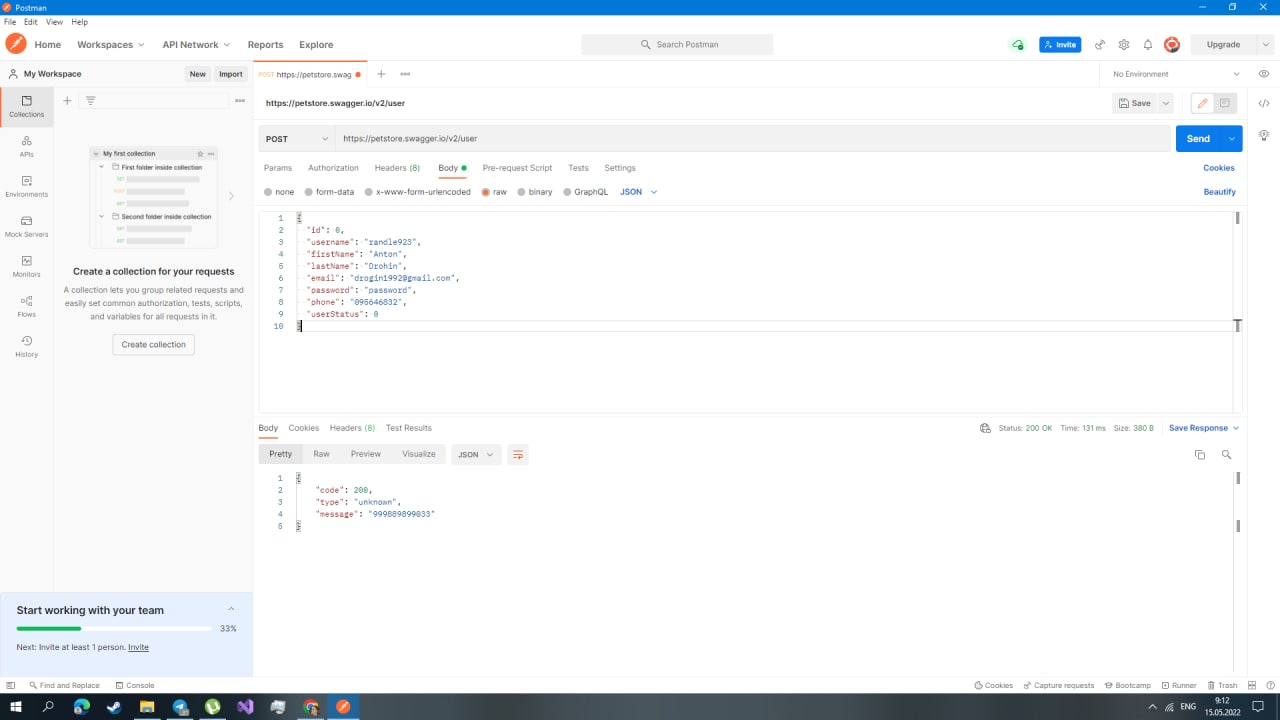 Postman
File Edit View Help
Home Workspaces API Network Reports Explore Search Postman Invite Upgrade
My Workspace New Import POST https://petstore.swag No Environment
https://petstore.swagger.io/v2/user Save
POST https://petstore.swagger.io/v2/user Send
Params Authorization Headers (8) Body Pre-request Script Tests Settings Cookies
none form-data x-www-form-urlencoded raw binary GraphQL JSON Beautify
Collections
APIs
Environments
Mock Servers
Monitors
Flows
History
My first collection
First folder inside collection
GET
POST
GET
Second folder inside collection
GET
GET
Create a collection for your requests
A collection lets you group related requests and
easily set common authorization, tests, scripts,
and variables for all requests in it.
Create collection
1 {
2 "id": 0,
3 "username": "randle923",
4 "firstName": "Anton",
5 "lastName": "Drohin",
6 "email": "drogin1992@gmail.com",
7 "password": "password",
8 "phone": "095646832",
9 "userStatus": 0
10 }
Body Cookies Headers (8) Test Results Status: 200 OK Time: 131 ms Size: 380 B Save Response
Pretty Raw Preview Visualize JSON
1 {
2 "code": 200,
3 "type": "unknown",
4 "message": "999889899033"
5 }
Start working with your team
33%
Next: Invite at least 1 person. Invite
Find and Replace Console Cookies Capture requests Bootcamp Runner Trash
ENG
9:12
15.05.2022